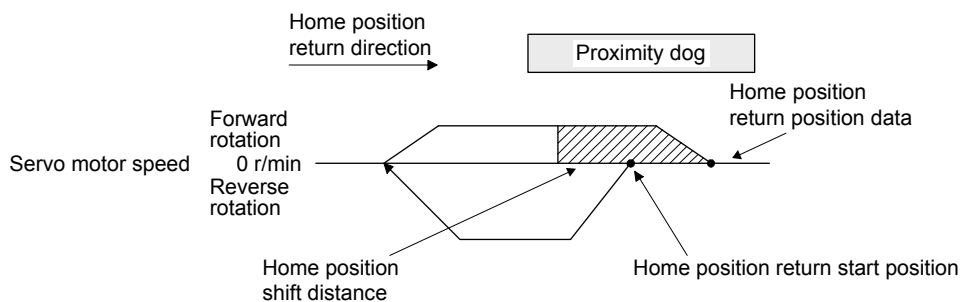 Home position
return direction
Proximity dog
Home position
return position data
Forward
rotation
Servo motor speed
0 r/min
Reverse
rotation
Home position
shift distance
Home position return start position